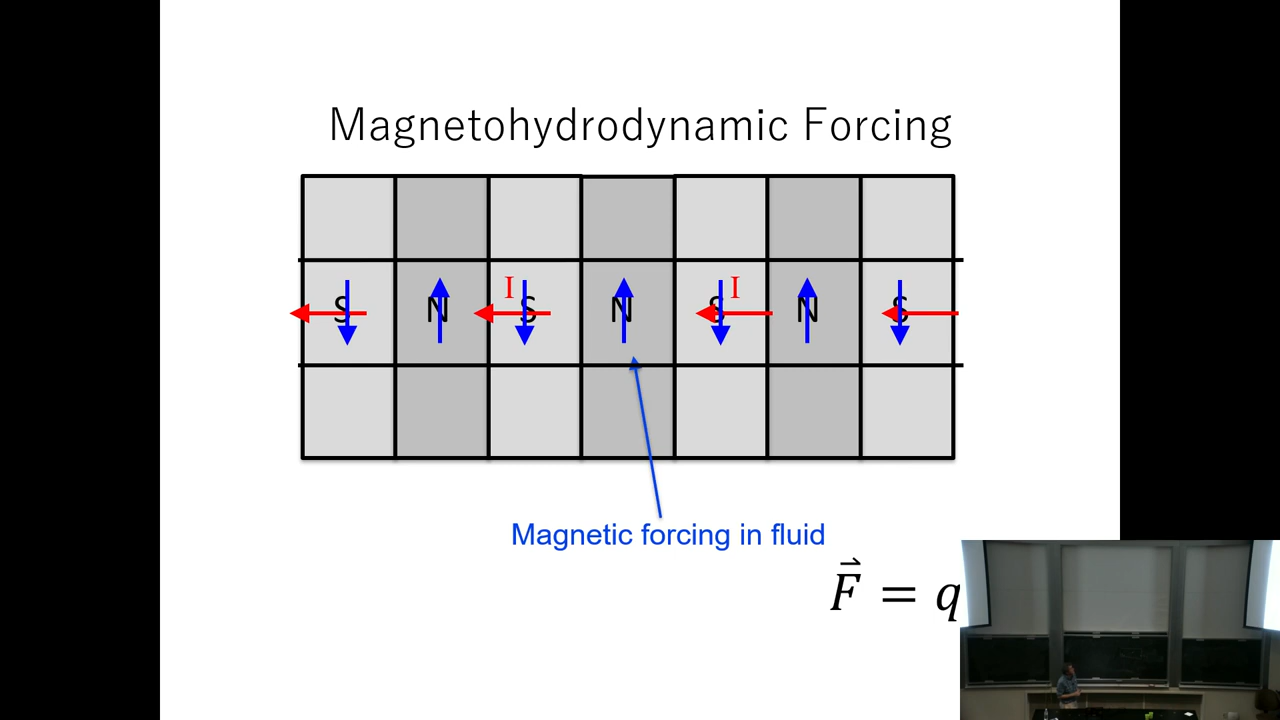 Magnetohydrodynamic Forcing
I I
S N S N S N S
Magnetic forcing in fluid
F⃗ = q